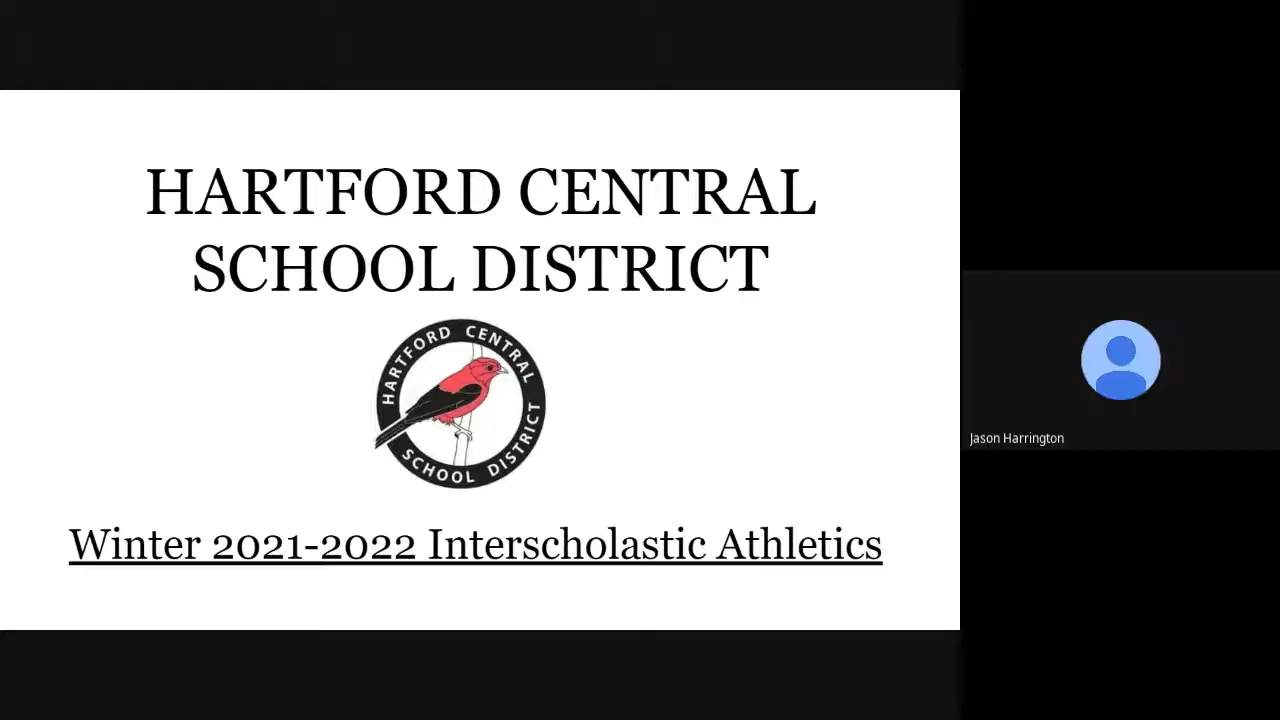 HARTFORD CENTRAL
SCHOOL DISTRICT
HARTFORD CENTRAL
SCHOOL DISTRICT
Winter 2021-2022 Interscholastic Athletics
Jason Harrington